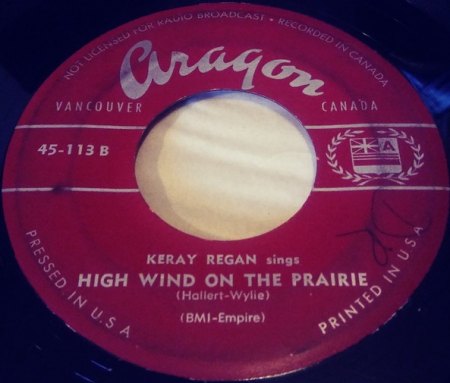 NOT LICENSED FOR RADIO BROADCAST • RECORDED IN CANADA
Aragon
VANCOUVER CANADA
45-113 B
A
KERAY REGAN sings
HIGH WIND ON THE PRAIRIE
(Hallert-Wylie)
(BMI-Empire)
PRESSED IN U.S.A
PRINTED IN U.S.A